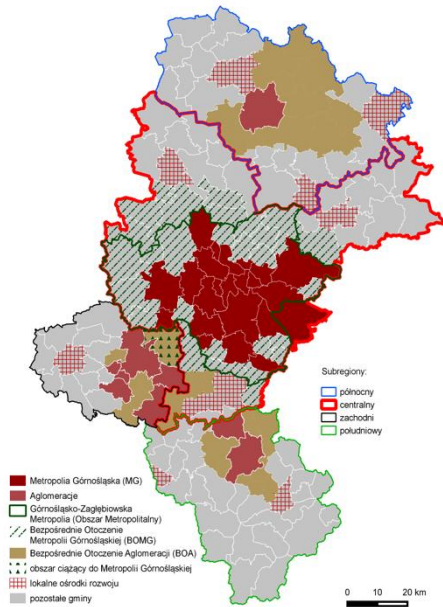 Subregiony:
północny
centralny
zachodni
południowy
Metropolia Górnośląska (MG)
Aglomeracje
Górnośląsko-Zagłębiowska
Metropolia (Obszar Metropolitalny)
Bezpośrednie Otoczenie
Metropolii Górnośląskiej (BOMG)
Bezpośrednie Otoczenie Aglomeracji (BOA)
obszar ciążący do Metropolii Górnośląskiej
lokalne ośrodki rozwoju
pozostałe gminy
0 10 20 km